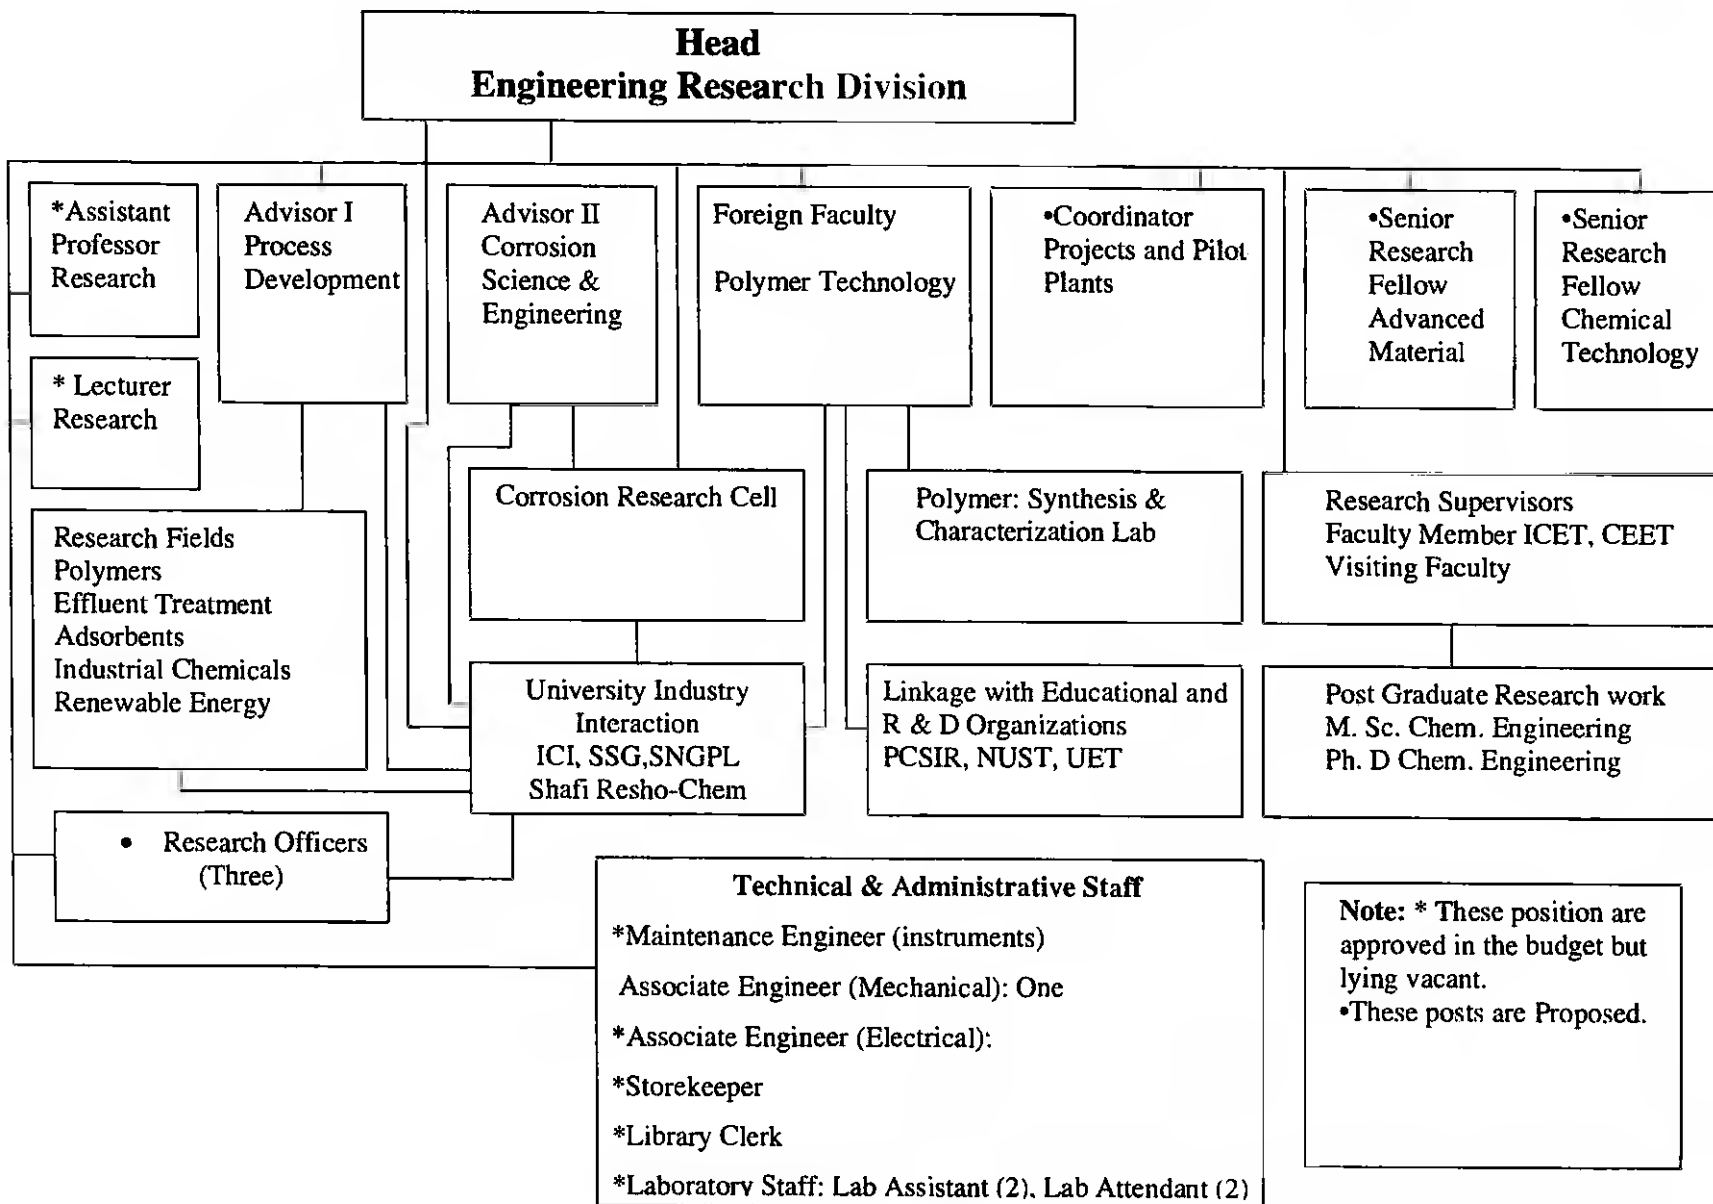 Head
Engineering Research Division
*Assistant
Professor
Research
Advisor I
Process
Development
Advisor II
Corrosion
Science &
Engineering
Foreign Faculty
Polymer Technology
•Coordinator
Projects and Pilot
Plants
•Senior
Research
Fellow
Advanced
Material
•Senior
Research
Fellow
Chemical
Technology
* Lecturer
Research
Corrosion Research Cell
Polymer: Synthesis &
Characterization Lab
Research Supervisors
Faculty Member ICET, CEET
Visiting Faculty
Research Fields
Polymers
Effluent Treatment
Adsorbents
Industrial Chemicals
Renewable Energy
University Industry
Interaction
ICI, SSG,SNGPL
Shafi Resho-Chem
Linkage with Educational and
R & D Organizations
PCSIR, NUST, UET
Post Graduate Research work
M. Sc. Chem. Engineering
Ph. D Chem. Engineering
• Research Officers
(Three)
Technical & Administrative Staff
*Maintenance Engineer (instruments)
Associate Engineer (Mechanical): One
*Associate Engineer (Electrical):
*Storekeeper
*Library Clerk
*Laboratory Staff: Lab Assistant (2), Lab Attendant (2)
Note: * These position are
approved in the budget but
lying vacant.
•These posts are Proposed.